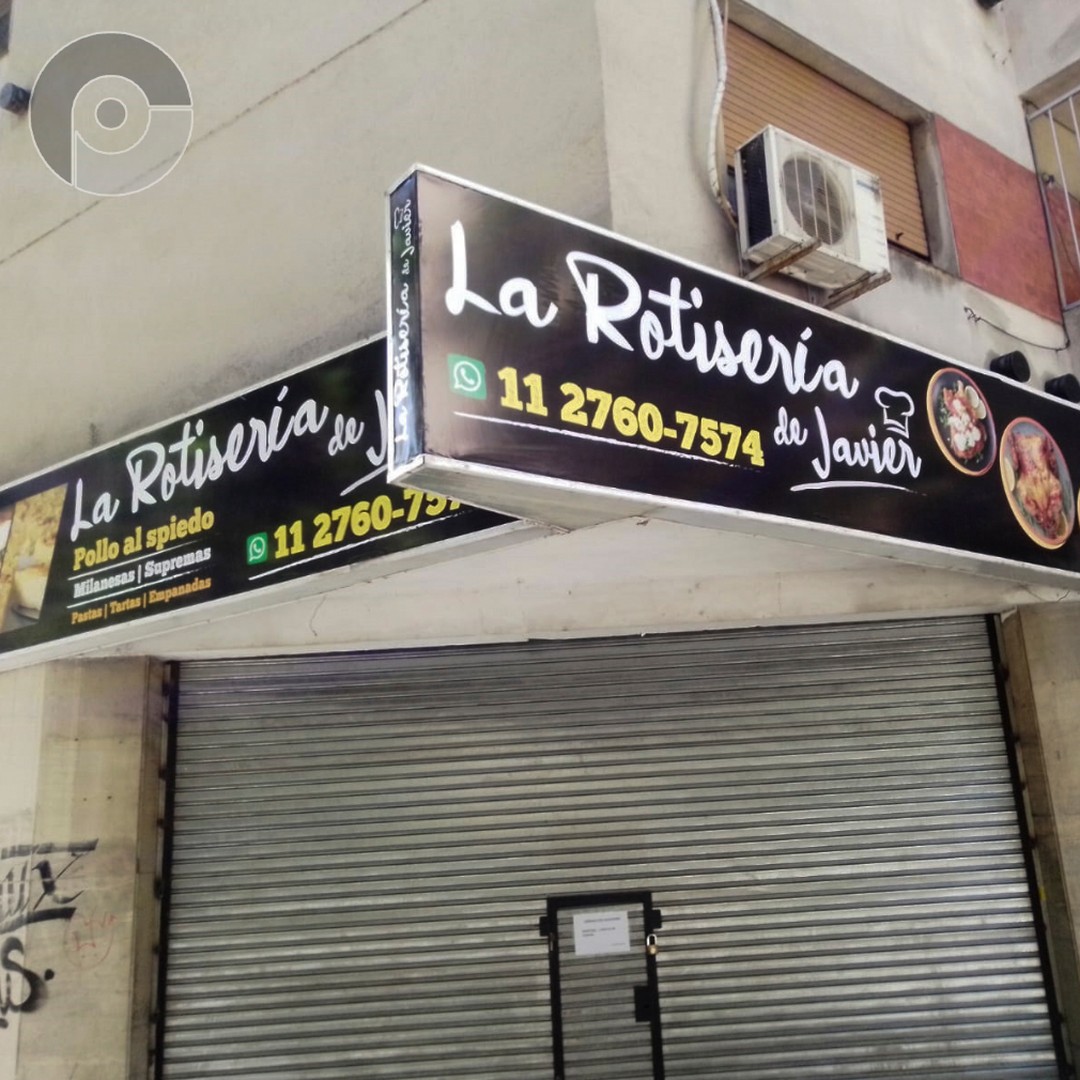 La Rotisería
11 2760-7574
de Javier
La Rotisería de Javier
La Rotisería de J
Pollo al spiedo
Milanesas | Supremas
Pastas | Tartas | Empanadas
11 2760-757